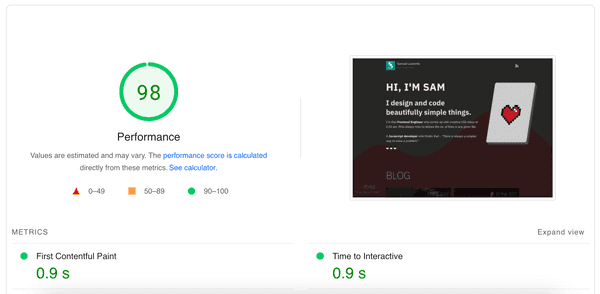 98
Performance
Values are estimated and may vary. The performance score is calculated
directly from these metrics. See calculator.
0–49
50–89
90–100
HI, I'M SAM
I design and code
beautifully simple things.
BLOG
METRICS
Expand view
First Contentful Paint
0.9 s
Time to Interactive
0.9 s